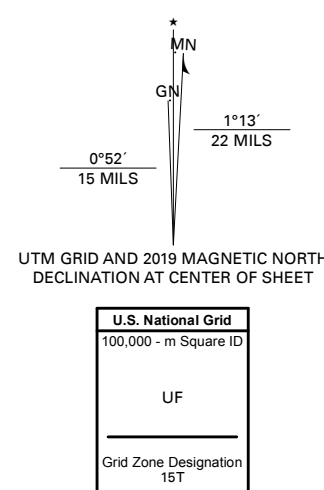 ★
MN
GN
1°13´
22 MILS
0°52´
15 MILS
UTM GRID AND 2019 MAGNETIC NORTH
DECLINATION AT CENTER OF SHEET
U.S. National Grid
100,000 - m Square ID
UF
Grid Zone Designation
15T